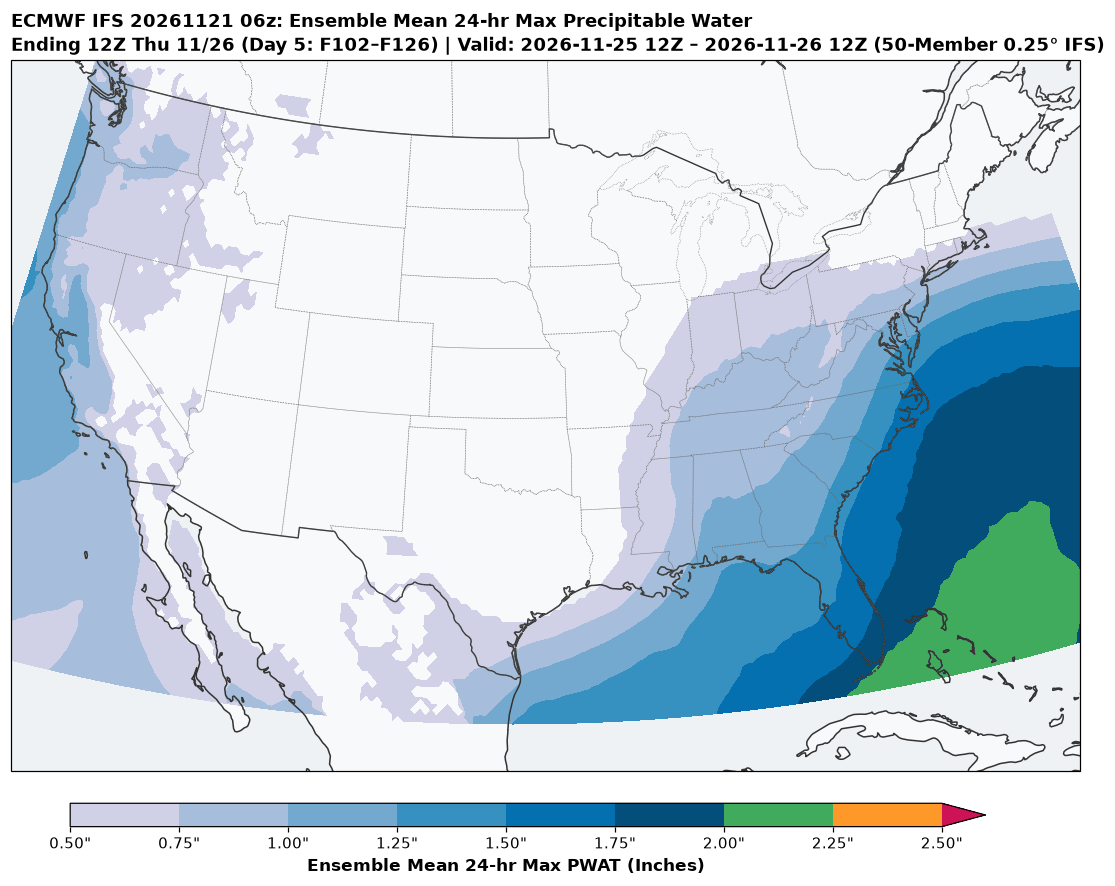 ECMWF IFS 20261121 06z: Ensemble Mean 24-hr Max Precipitable Water
Ending 12Z Thu 11/26 (Day 5: F102–F126) | Valid: 2026-11-25 12Z – 2026-11-26 12Z (50-Member 0.25° IFS)
0.50" 0.75" 1.00" 1.25" 1.50" 1.75" 2.00" 2.25" 2.50"
Ensemble Mean 24-hr Max PWAT (Inches)